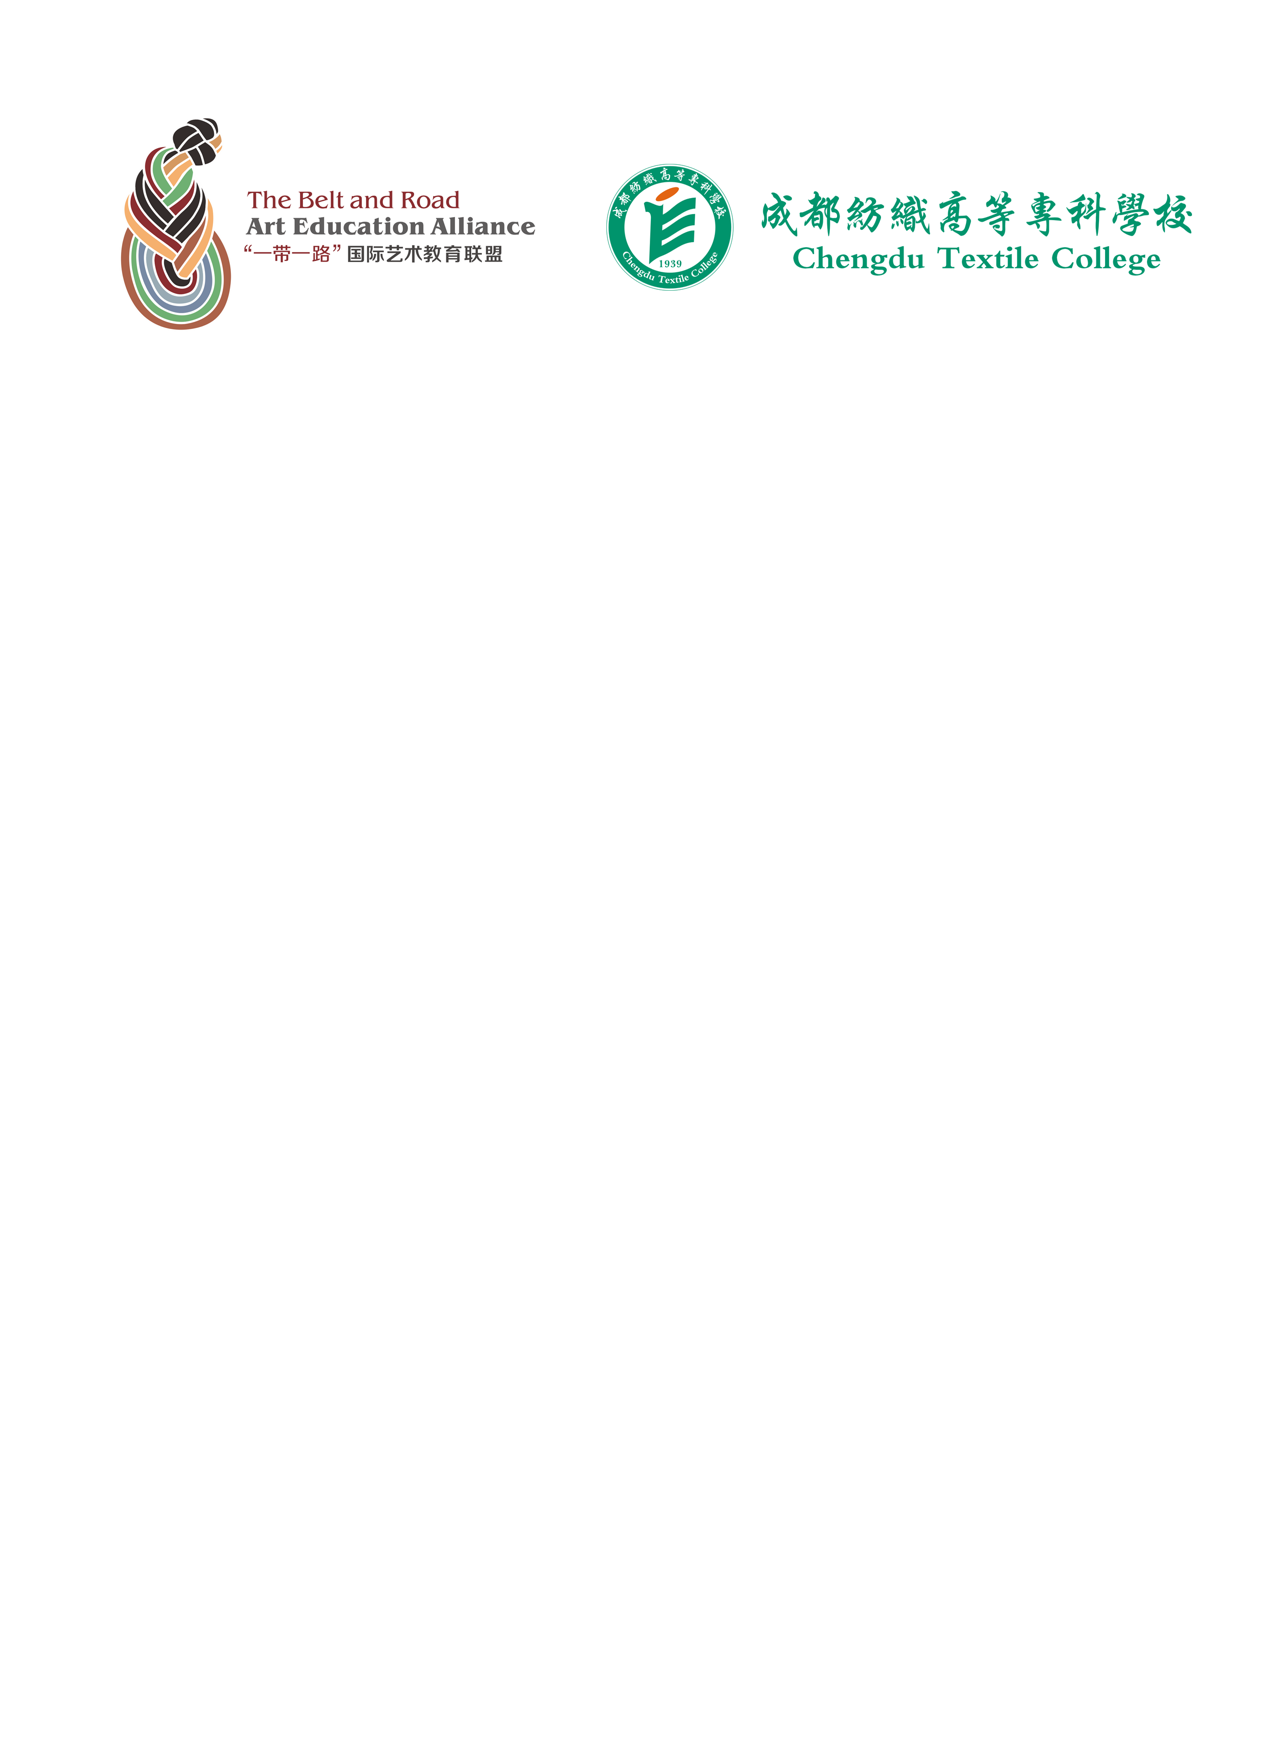 The Belt and Road
Art Education Alliance
“一带一路” 国际艺术教育联盟
成都紡織高等專科學校
Chengdu Textile College
1939
成都紡織高等專科學校
Chengdu Textile College